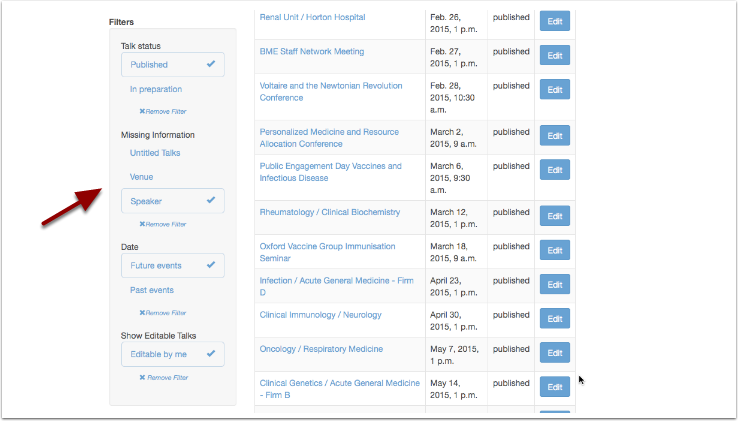 Filters
Talk status
Published
In preparation
Remove Filter
Missing Information
Untitled Talks
Venue
Speaker
Remove Filter
Date
Future events
Past events
Remove Filter
Show Editable Talks
Editable by me
Remove Filter
Renal Unit / Horton Hospital
Feb. 26,
2015, 1 p.m.
published
Edit
BME Staff Network Meeting
Feb. 27,
2015, 1 p.m.
published
Edit
Voltaire and the Newtonian Revolution
Conference
Feb. 28,
2015, 10:30
a.m.
published
Edit
Personalized Medicine and Resource
Allocation Conference
March 2,
2015, 9 a.m.
published
Edit
Public Engagement Day Vaccines and
Infectious Disease
March 6,
2015, 9:30
a.m.
published
Edit
Rheumatology / Clinical Biochemistry
March 12,
2015, 1 p.m.
published
Edit
Oxford Vaccine Group Immunisation
Seminar
March 18,
2015, 9 a.m.
published
Edit
Infection / Acute General Medicine - Firm
D
April 23,
2015, 1 p.m.
published
Edit
Clinical Immunology / Neurology
April 30,
2015, 1 p.m.
published
Edit
Oncology / Respiratory Medicine
May 7, 2015,
1 p.m.
published
Edit
Clinical Genetics / Acute General Medicine
- Firm B
May 14,
2015, 1 p.m.
published
Edit